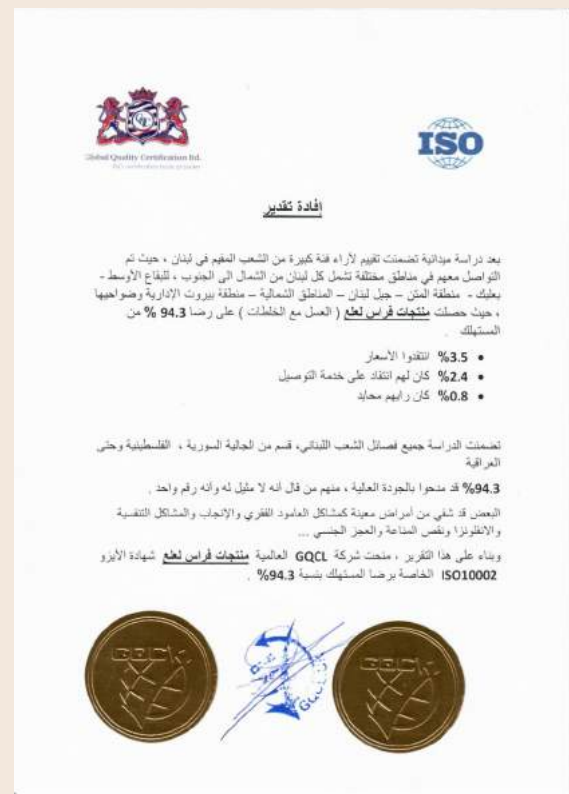 Global Quality Certification ltd.
ISO
إفادة تقدير
بعد دراسة ميدانية تضمنت تقييم لآراء فئة كبيرة من الشعب المقيم في لبنان ، حيث تم
التواصل معهم في مناطق مختلفة تشمل كل لبنان من الشمال الى الجنوب ، للبقاع الأوسط -
بعلبك - منطقة المتن – جبل لبنان – المناطق الشمالية – منطقة بيروت الإدارية وضواحيها
، حيث حصلت منتجات فراس لعلع ( العسل مع الخلطات ) على رضا 94.3 % من
المستهلك .
• 3.5% انتقدوا الأسعار
• 2.4% كان لهم انتقاد على خدمة التوصيل
• 0.8% كان رايهم محايد
تضمنت الدراسة جميع فصائل الشعب اللبناني، قسم من الجالية السورية ، الفلسطينية وحتى
العراقية
94.3% قد مدحوا بالجودة العالية ، منهم من قال أنه لا مثيل له وأنه رقم واحد .
البعض قد شفي من أمراض معينة كمشاكل العامود الفقري والإنجاب والمشاكل التنفسية
والانفلونزا ونقص المناعة والعجز الجنسي ...
وبناء على هذا التقرير ، منحت شركة GQCL العالمية منتجات فراس لعلع شهادة الأيزو
ISO10002 الخاصة برضا المستهلك بنسبة 94.3% .